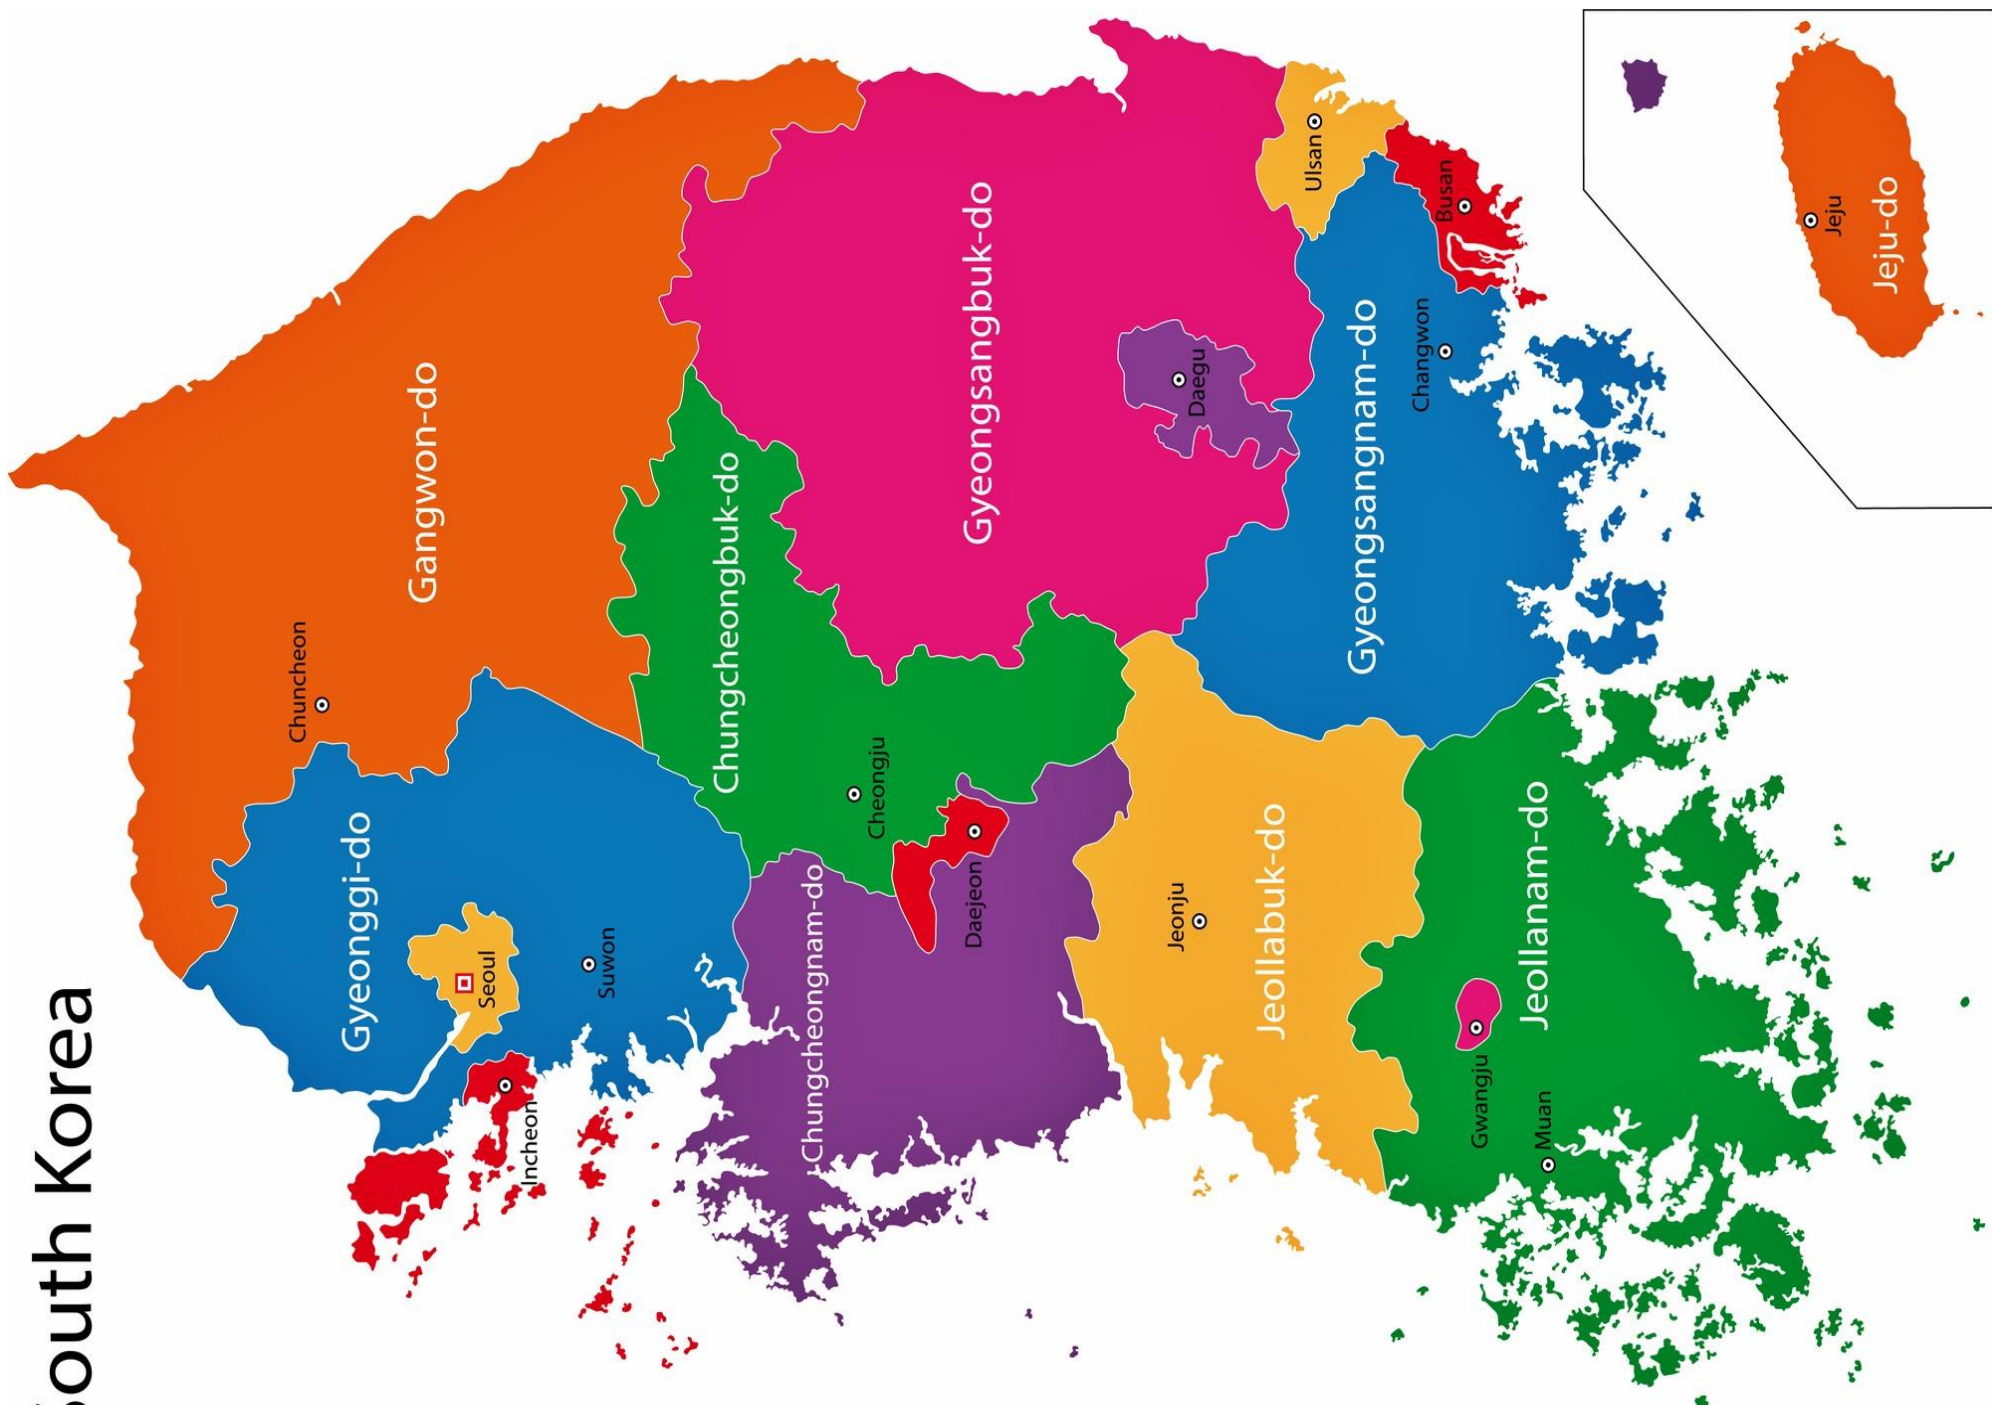 South Korea
Chuncheon
Gyeonggi-do
Gangwon-do
Seoul
Incheon
Suwon
Chungcheongbuk-do
Chungcheongnam-do
Cheongju
Daejeon
Gyeongsangbuk-do
Jeonju
Daegu
Jeollabuk-do
Ulsan
Gyeongsangnam-do
Changwon
Busan
Gwangju
Jeollanam-do
Muan
Jeju
Jeju-do